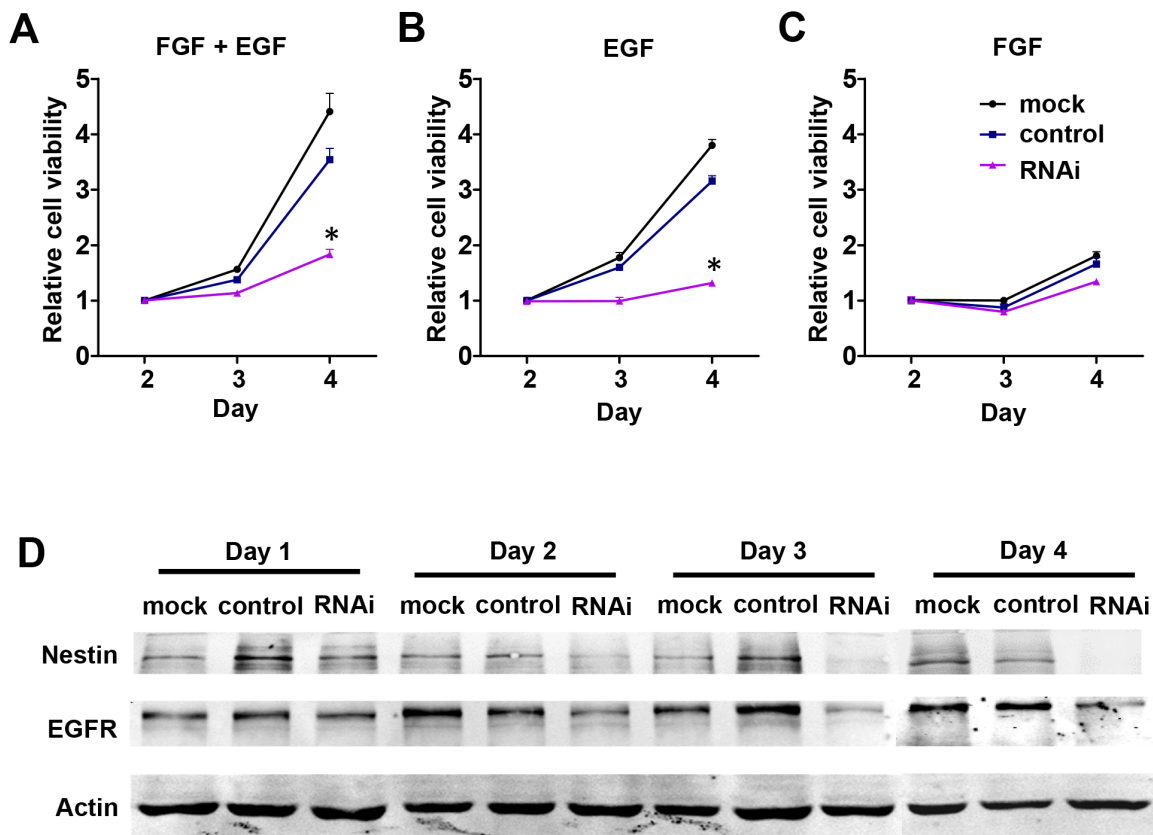 A
FGF + EGF
Relative cell viability
5
4
3
2
1
0
*
2 3 4
Day
B
EGF
Relative cell viability
5
4
3
2
1
0
*
2 3 4
Day
C
FGF
Relative cell viability
5
4
3
2
1
0
mock
control
RNAi
2 3 4
Day
D
Day 1 Day 2 Day 3 Day 4
mock control RNAi mock control RNAi mock control RNAi mock control RNAi
Nestin
EGFR
Actin